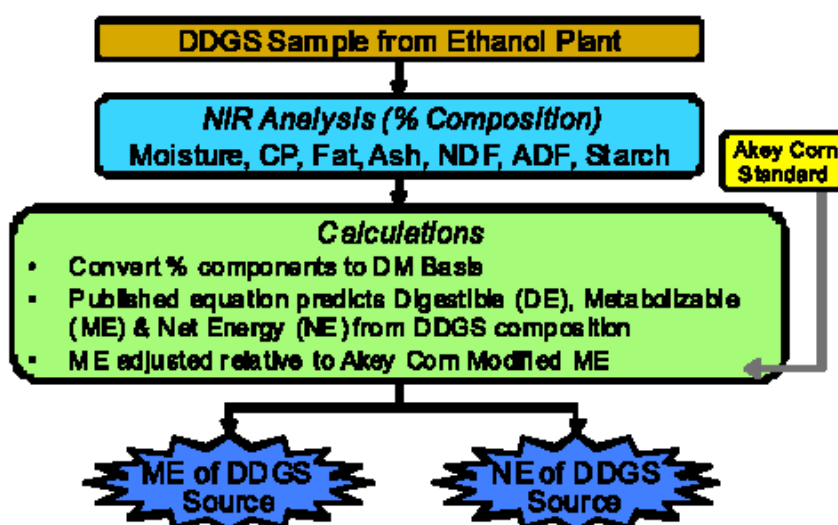 DDGS Sample from Ethanol Plant
NIR Analysis (% Composition)
Moisture, CP, Fat, Ash, NDF, ADF, Starch
Akey Corn
Standard
Calculations
• Convert % components to DM Basis
• Published equation predicts Digestible (DE), Metabolizable
(ME) & Net Energy (NE) from DDGS composition
• ME adjusted relative to Akey Corn Modified ME
ME of DDGS
Source
NE of DDGS
Source